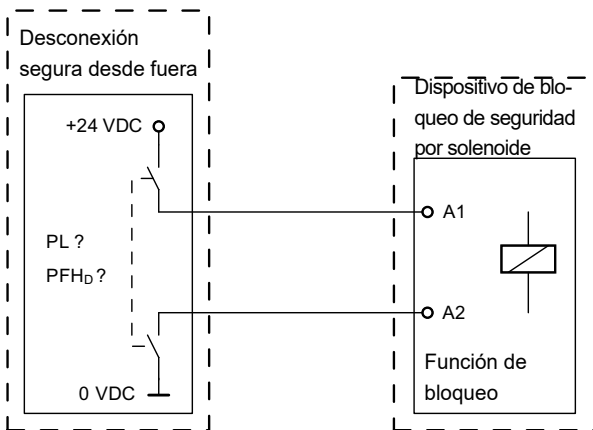 Desconexión
segura desde fuera
+24 VDC
PL ?
PFHD ?
0 VDC
Dispositivo de blo-
queo de seguridad
por solenoide
A1
A2
Función de
bloqueo